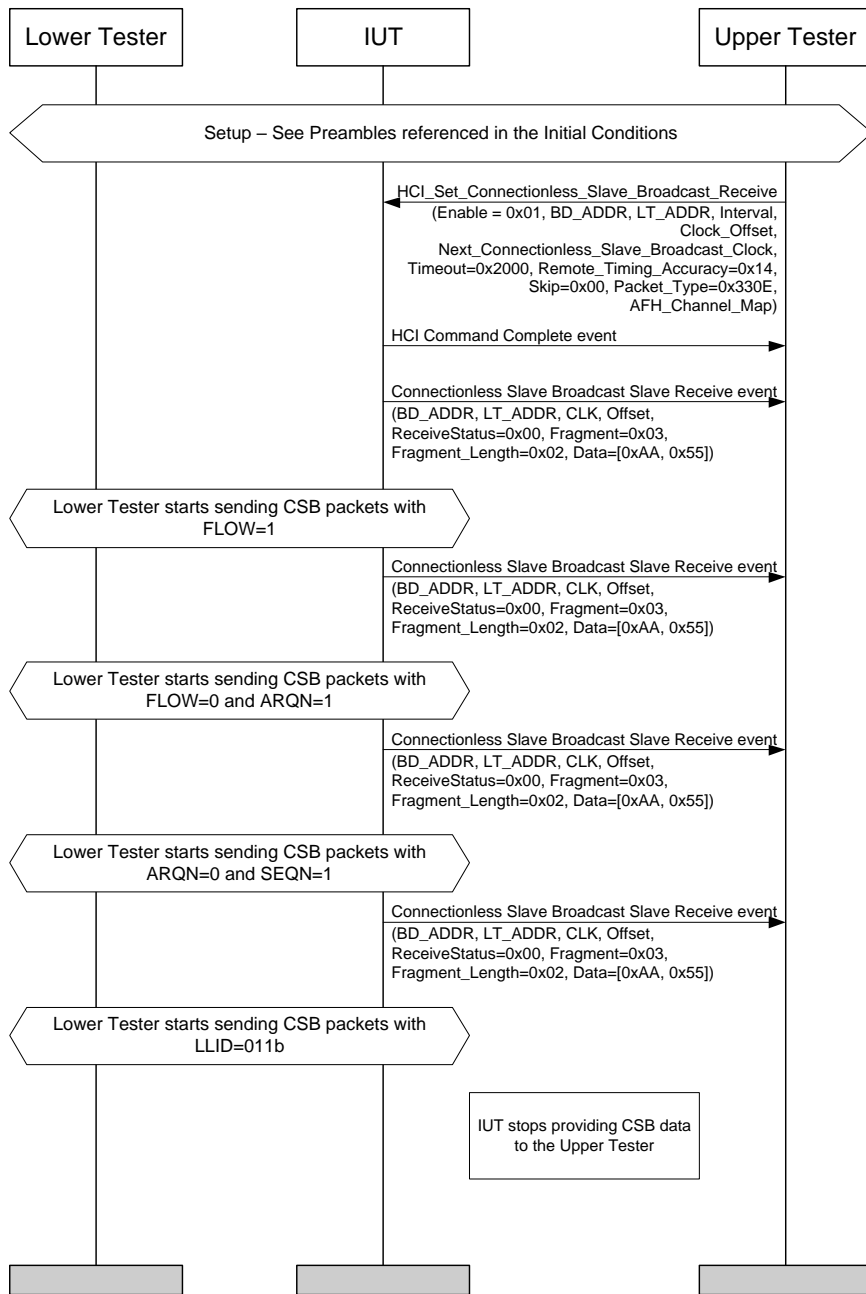 Lower Tester
IUT
Upper Tester
Setup – See Preambles referenced in the Initial Conditions
HCI_Set_Connectionless_Slave_Broadcast_Receive
(Enable = 0x01, BD_ADDR, LT_ADDR, Interval,
Clock_Offset,
Next_Connectionless_Slave_Broadcast_Clock,
Timeout=0x2000, Remote_Timing_Accuracy=0x14,
Skip=0x00, Packet_Type=0x330E,
AFH_Channel_Map)
HCI Command Complete event
Connectionless Slave Broadcast Slave Receive event
(BD_ADDR, LT_ADDR, CLK, Offset,
ReceiveStatus=0x00, Fragment=0x03,
Fragment_Length=0x02, Data=[0xAA, 0x55])
Lower Tester starts sending CSB packets with
FLOW=1
Connectionless Slave Broadcast Slave Receive event
(BD_ADDR, LT_ADDR, CLK, Offset,
ReceiveStatus=0x00, Fragment=0x03,
Fragment_Length=0x02, Data=[0xAA, 0x55])
Lower Tester starts sending CSB packets with
FLOW=0 and ARQN=1
Connectionless Slave Broadcast Slave Receive event
(BD_ADDR, LT_ADDR, CLK, Offset,
ReceiveStatus=0x00, Fragment=0x03,
Fragment_Length=0x02, Data=[0xAA, 0x55])
Lower Tester starts sending CSB packets with
ARQN=0 and SEQN=1
Connectionless Slave Broadcast Slave Receive event
(BD_ADDR, LT_ADDR, CLK, Offset,
ReceiveStatus=0x00, Fragment=0x03,
Fragment_Length=0x02, Data=[0xAA, 0x55])
Lower Tester starts sending CSB packets with
LLID=011b
IUT stops providing CSB data
to the Upper Tester